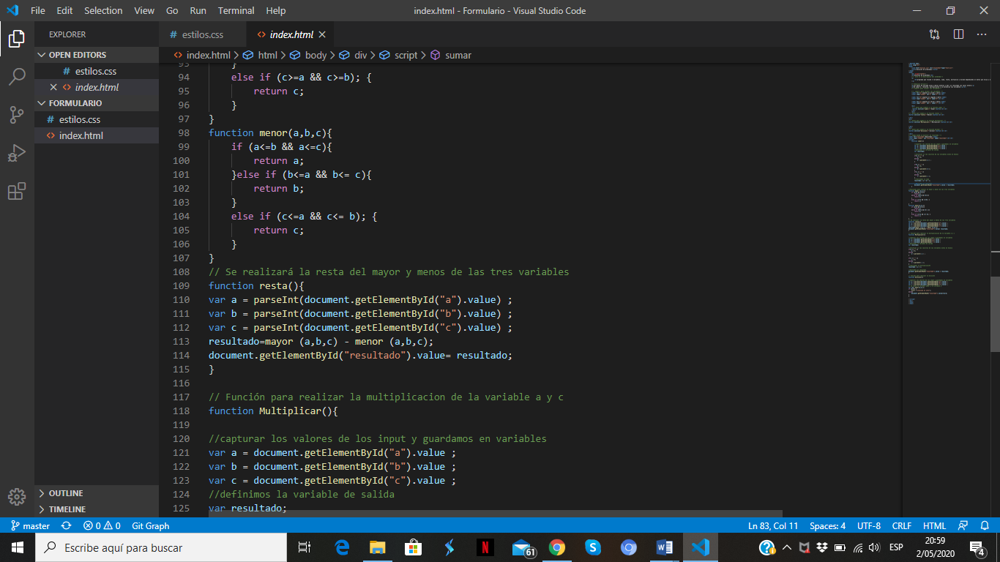 File Edit Selection View Go Run Terminal Help
index.html - Formulario - Visual Studio Code
EXPLORER
OPEN EDITORS
# estilos.css
<> index.html
FORMULARIO
# estilos.css
<> index.html
OUTLINE
TIMELINE
# estilos.css
<> index.html
<> index.html > html > body > div > script > sumar
93 }
94 else if (c>=a && c>=b); {
95 return c;
96 }
97 }
98 function menor(a,b,c){
99 if (a<=b && a<=c){
100 return a;
101 }else if (b<=a && b<= c){
102 return b;
103 }
104 else if (c<=a && c<= b); {
105 return c;
106 }
107 }
108 // Se realizará la resta del mayor y menos de las tres variables
109 function resta(){
110 var a = parseInt(document.getElementById("a").value) ;
111 var b = parseInt(document.getElementById("b").value) ;
112 var c = parseInt(document.getElementById("c").value) ;
113 resultado=mayor (a,b,c) - menor (a,b,c);
114 document.getElementById("resultado").value= resultado;
115 }
116
117 // Función para realizar la multiplicacion de la variable a y c
118 function Multiplicar(){
119
120 //capturar los valores de los input y guardamos en variables
121 var a = document.getElementById("a").value ;
122 var b = document.getElementById("b").value ;
123 var c = document.getElementById("c").value ;
124 //definimos la variable de salida
125 var resultado;
master 0 0 Git Graph
Ln 83, Col 11 Spaces: 4 UTF-8 CRLF HTML
Escribe aquí para buscar
61
ESP
20:59
2/05/2020
4